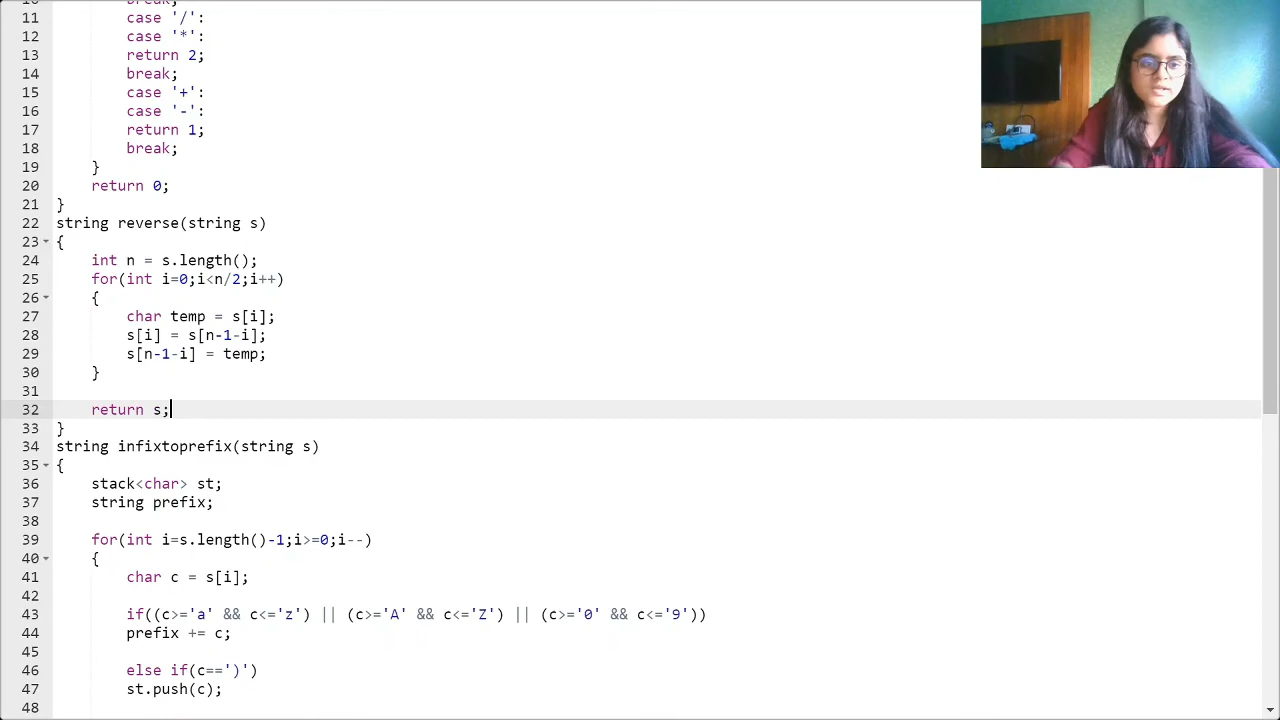 10 break;
11 case '/':
12 case '*':
13 return 2;
14 break;
15 case '+':
16 case '-':
17 return 1;
18 break;
19 }
20 return 0;
21 }
22 string reverse(string s)
23 {
24 int n = s.length();
25 for(int i=0;i<n/2;i++)
26 {
27 char temp = s[i];
28 s[i] = s[n-1-i];
29 s[n-1-i] = temp;
30 }
31
32 return s;
33 }
34 string infixtoprefix(string s)
35 {
36 stack<char> st;
37 string prefix;
38
39 for(int i=s.length()-1;i>=0;i--)
40 {
41 char c = s[i];
42
43 if((c>='a' && c<='z') || (c>='A' && c<='Z') || (c>='0' && c<='9'))
44 prefix += c;
45
46 else if(c==')')
47 st.push(c);
48